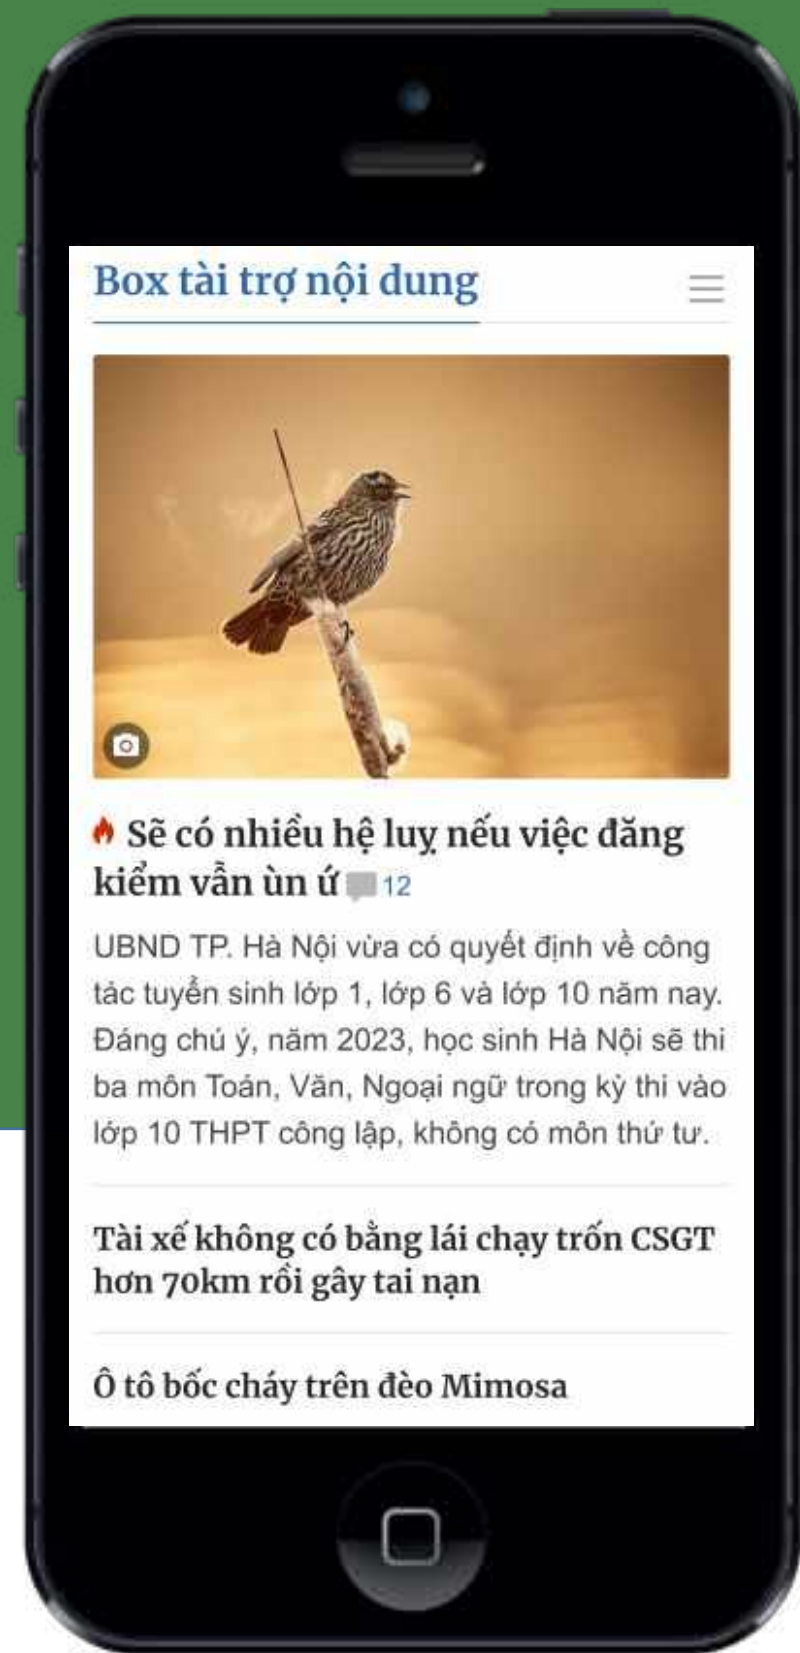 Box tài trợ nội dung
Sẽ có nhiều hệ luỵ nếu việc đăng
kiểm vẫn ùn ứ 12
UBND TP. Hà Nội vừa có quyết định về công
tác tuyển sinh lớp 1, lớp 6 và lớp 10 năm nay.
Đáng chú ý, năm 2023, học sinh Hà Nội sẽ thi
ba môn Toán, Văn, Ngoại ngữ trong kỳ thi vào
lớp 10 THPT công lập, không có môn thứ tư.
Tài xế không có bằng lái chạy trốn CSGT
hơn 70km rồi gây tai nạn
Ô tô bốc cháy trên đèo Mimosa